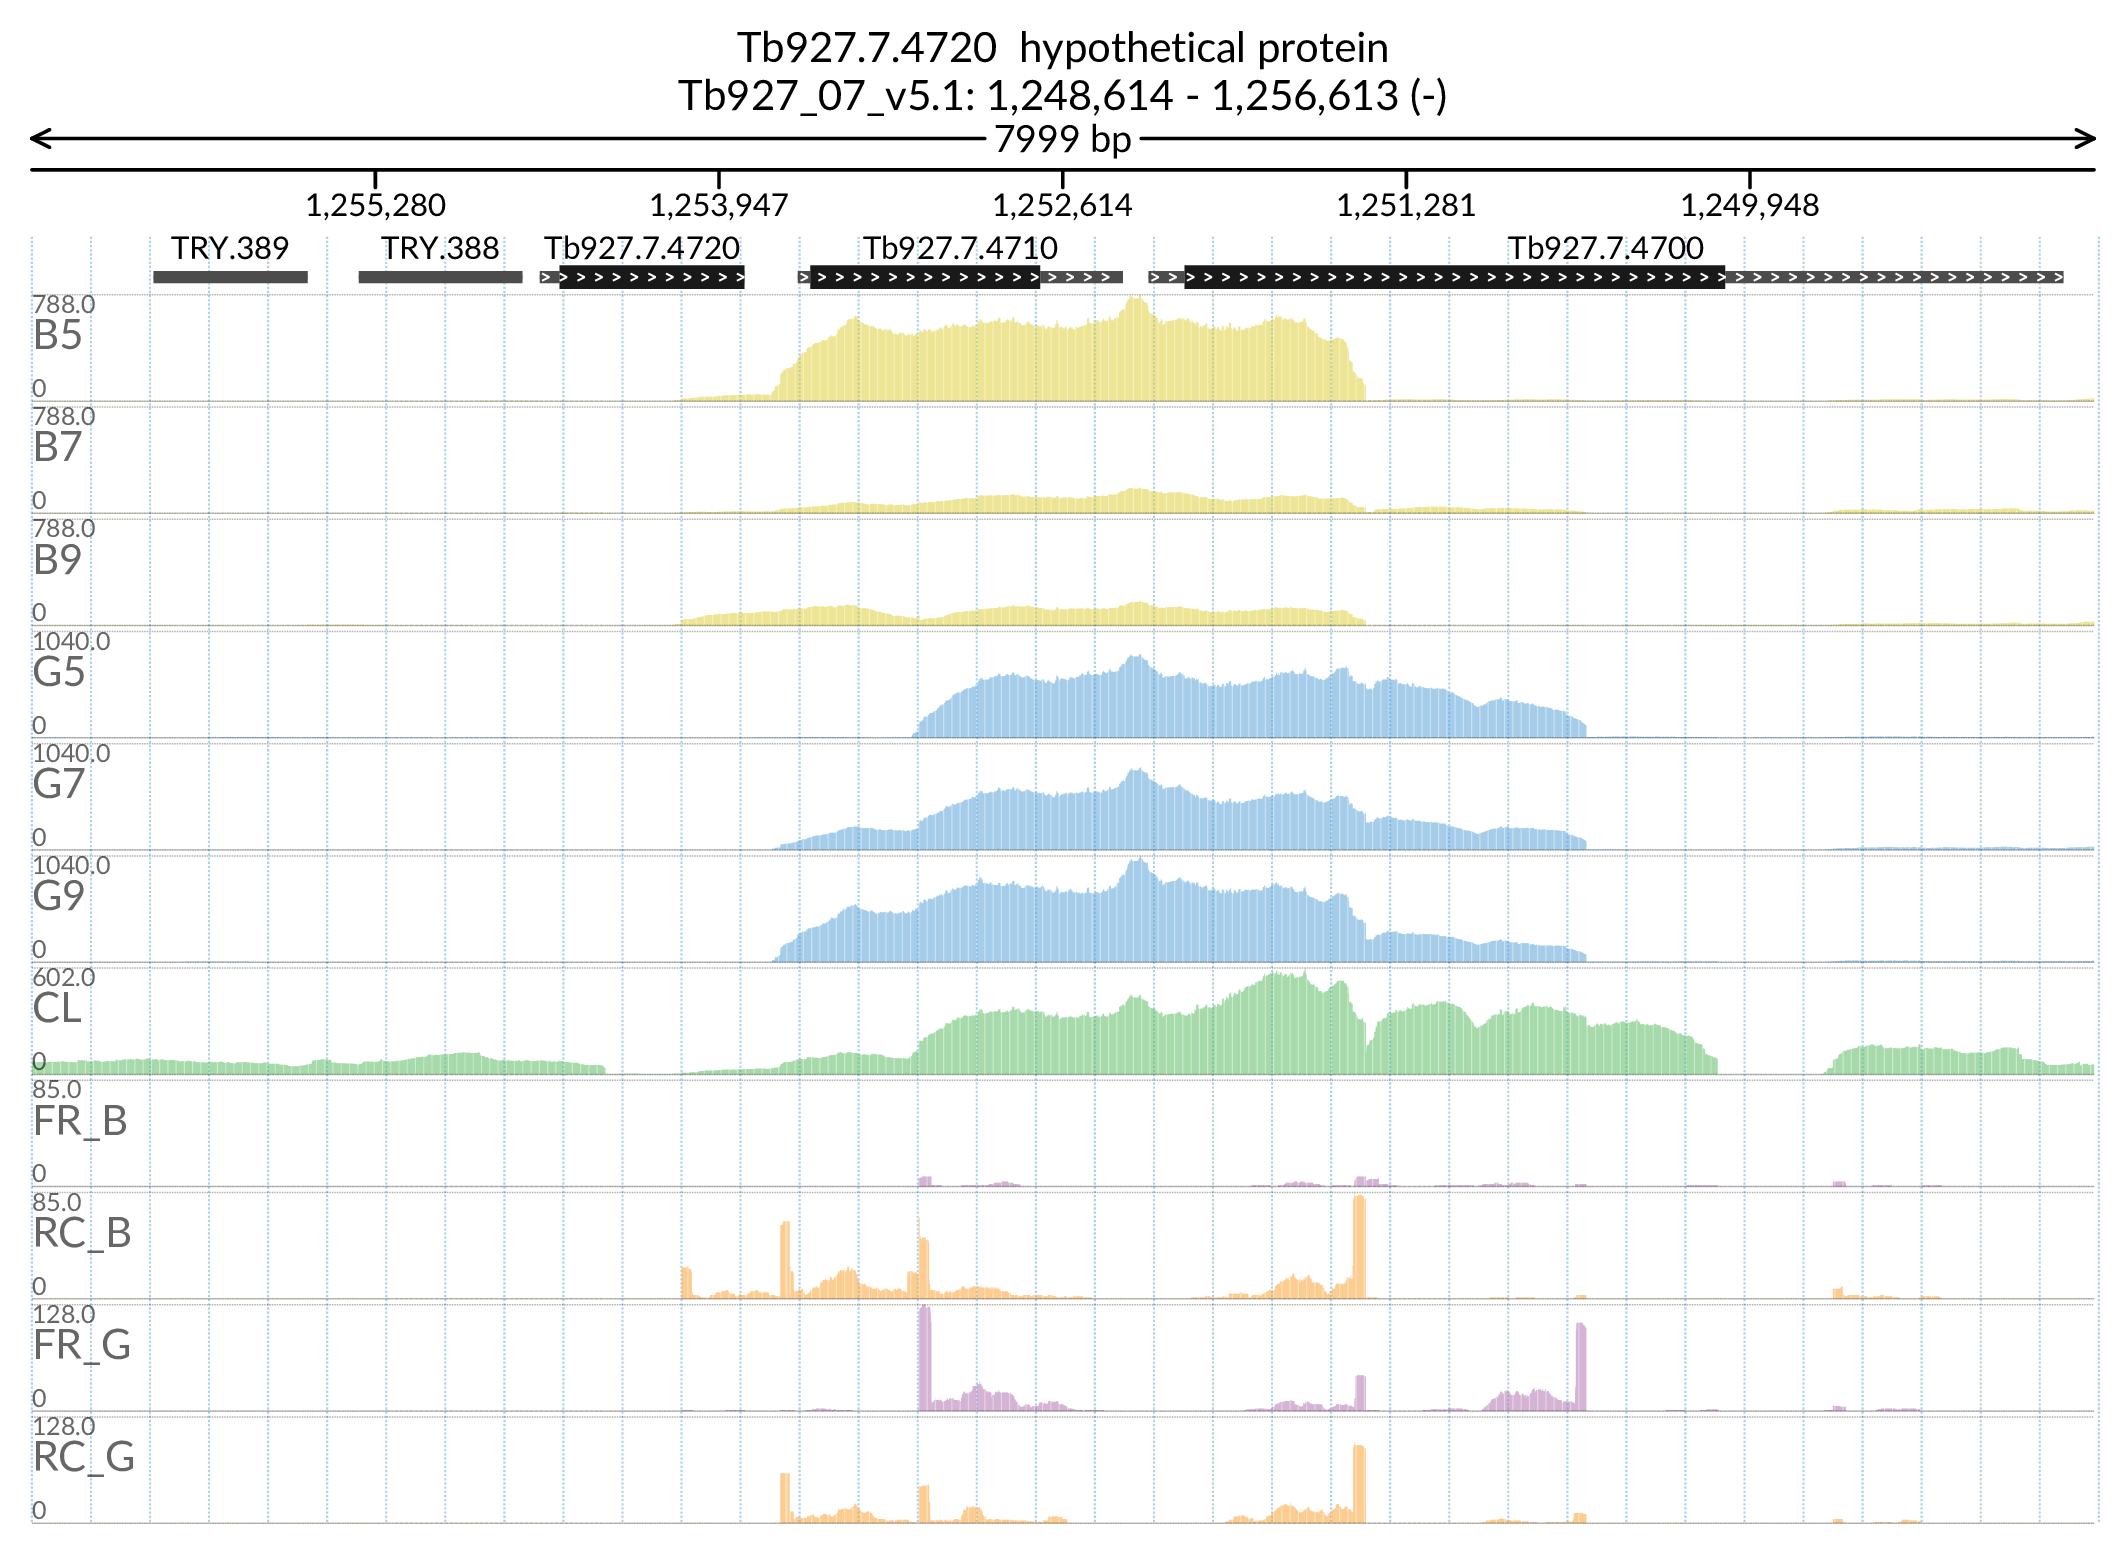 Tb927.7.4720  hypothetical protein
Tb927_07_v5.1: 1,248,614 - 1,256,613 (-)
7999 bp
1,255,280 1,253,947 1,252,614 1,251,281 1,249,948
TRY.389 TRY.388 Tb927.7.4720 Tb927.7.4710 Tb927.7.4700
788.0
B5
0
788.0
B7
0
788.0
B9
0
1040.0
G5
0
1040.0
G7
0
1040.0
G9
0
602.0
CL
0
85.0
FR_B
0
85.0
RC_B
0
128.0
FR_G
0
128.0
RC_G
0